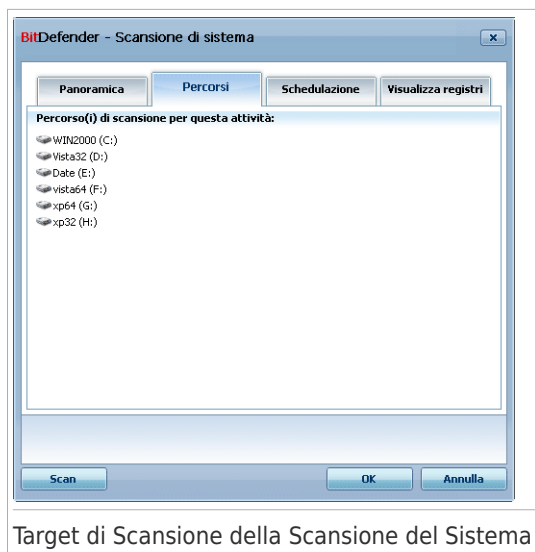 BitDefender - Scansione di sistema
Panoramica Percorsi Schedulazione Visualizza registri
Percorso(i) di scansione per questa attività:
WIN2000 (C:)
Vista32 (D:)
Date (E:)
vista64 (F:)
xp64 (G:)
xp32 (H:)
Scan OK Annulla
Target di Scansione della Scansione del Sistema